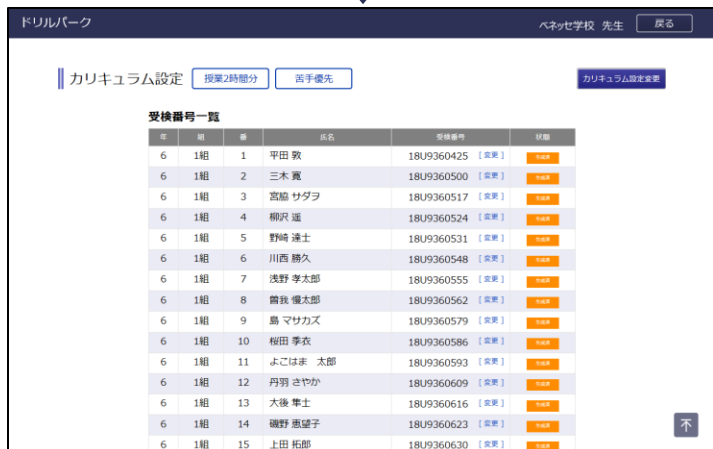 ドリルパーク ベネッセ学校 先生 戻る
カリキュラム設定 授業2時間分 苦手優先 カリキュラム設定変更
受検番号一覧
年 組 番 氏名 受検番号 状態
6 1組 1 平田 敦 18U9360425 [ 変更 ]
6 1組 2 三木 寛 18U9360500 [ 変更 ]
6 1組 3 宮脇 サダヲ 18U9360517 [ 変更 ]
6 1組 4 柳沢 遥 18U9360524 [ 変更 ]
6 1組 5 野崎 達士 18U9360531 [ 変更 ]
6 1組 6 川西 勝久 18U9360548 [ 変更 ]
6 1組 7 浅野 孝太郎 18U9360555 [ 変更 ]
6 1組 8 曽我 慢太郎 18U9360562 [ 変更 ]
6 1組 9 島 マサカズ 18U9360579 [ 変更 ]
6 1組 10 桜田 季衣 18U9360586 [ 変更 ]
6 1組 11 よこはま 太郎 18U9360593 [ 変更 ]
6 1組 12 丹羽 さやか 18U9360609 [ 変更 ]
6 1組 13 大後 隼士 18U9360616 [ 変更 ]
6 1組 14 磯野 恵望子 18U9360623 [ 変更 ]
6 1組 15 上田 拓郎 18U9360630 [ 変更 ]